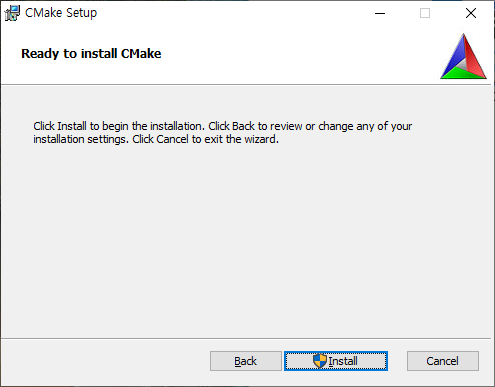 CMake Setup
Ready to install CMake
Click Install to begin the installation. Click Back to review or change any of your
installation settings. Click Cancel to exit the wizard.
Back
Install
Cancel